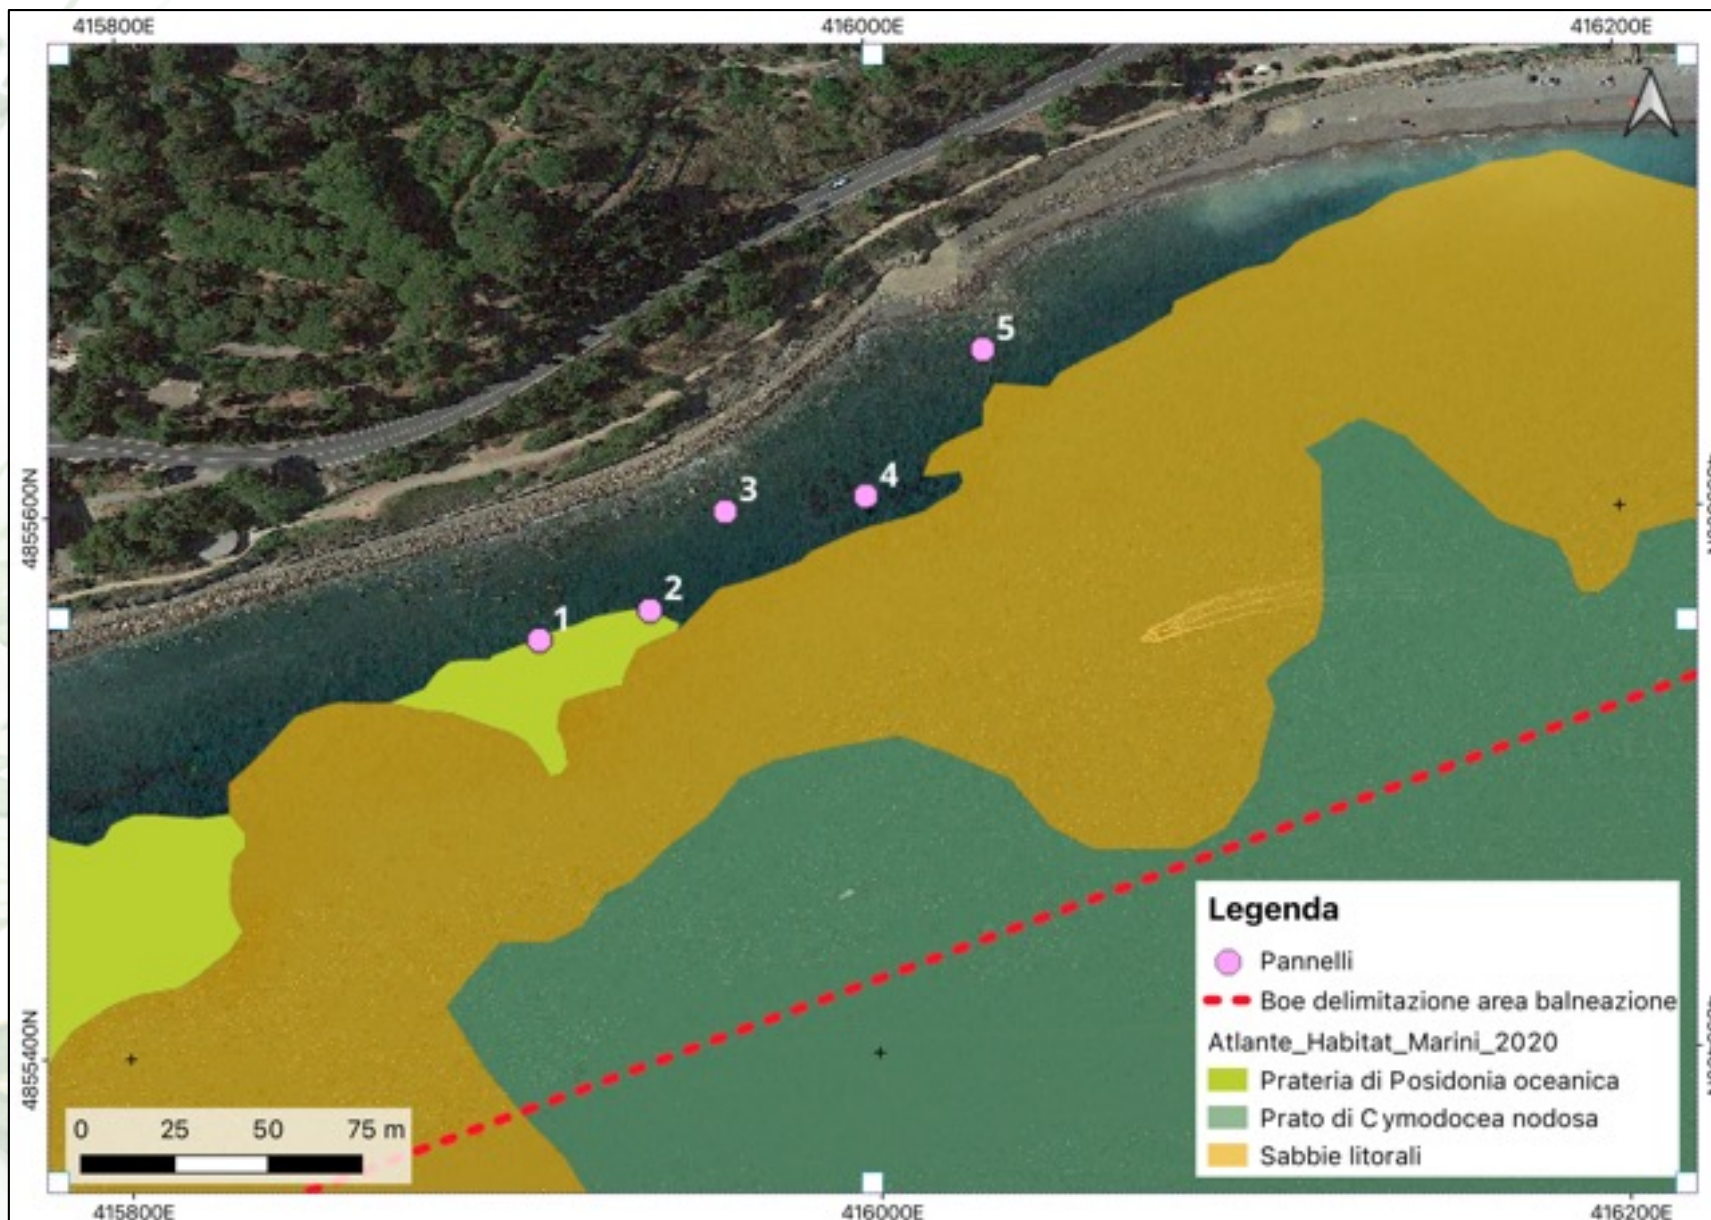 415800E 416000E 416200E
5
4
3
2
1
4855600N
4855400N
Legenda
Pannelli
Boe delimitazione area balneazione
Atlante_Habitat_Marini_2020
Prateria di Posidonia oceanica
Prato di Cymodocea nodosa
Sabbie litorali
0 25 50 75 m
415800E 416000E 416200E